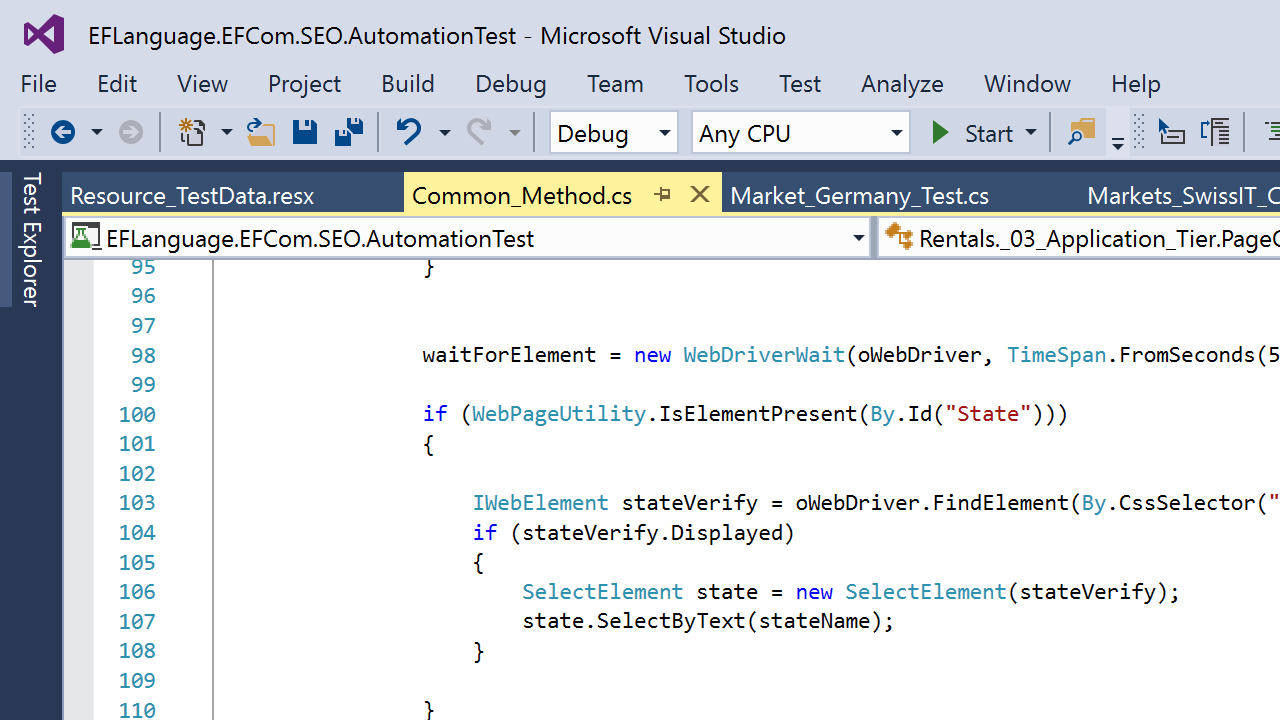 EFLanguage.EFCom.SEO.AutomationTest - Microsoft Visual Studio
File Edit View Project Build Debug Team Tools Test Analyze Window Help
Debug Any CPU Start
Test Explorer
Resource_TestData.resx Common_Method.cs Market_Germany_Test.cs Markets_SwissIT_C
EFLanguage.EFCom.SEO.AutomationTest Rentals._03_Application_Tier.PageC
95 }
96
97
98 waitForElement = new WebDriverWait(oWebDriver, TimeSpan.FromSeconds(5
99
100 if (WebPageUtility.IsElementPresent(By.Id("State")))
101 {
102
103 IWebElement stateVerify = oWebDriver.FindElement(By.CssSelector("
104 if (stateVerify.Displayed)
105 {
106 SelectElement state = new SelectElement(stateVerify);
107 state.SelectByText(stateName);
108 }
109
110 }